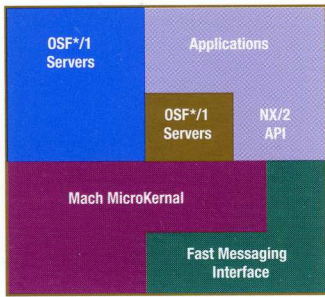 OSF*/1
Servers
Applications
OSF*/1
Servers
NX/2
API
Mach MicroKernal
Fast Messaging
Interface